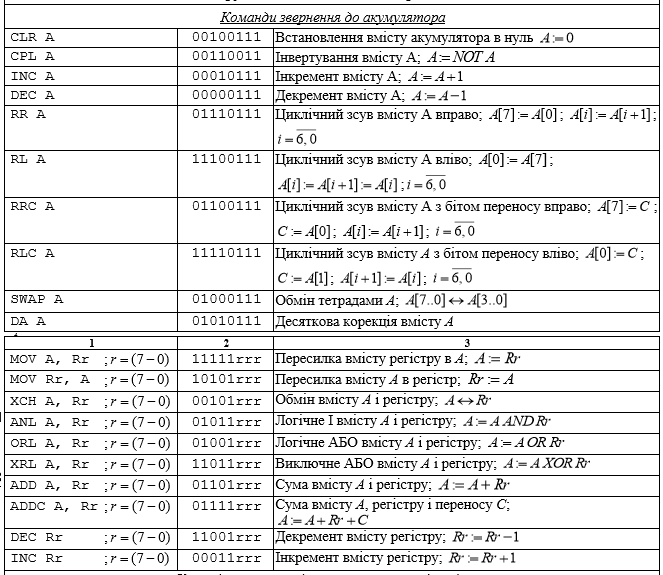 Команди звернення до акумулятора
CLR A 00100111 Встановлення вмісту акумулятора в нуль A:=0
CPL A 00110011 Інвертування вмісту A; A:=NOT A
INC A 00010111 Інкремент вмісту A; A:=A+1
DEC A 00000111 Декремент вмісту A; A:=A−1
RR A 01110111 Циклічний зсув вмісту A вправо; A[7]:=A[0]; A[i]:=A[i+1];
i=6,0
RL A 11100111 Циклічний зсув вмісту A вліво; A[0]:=A[7];
A[i]:=A[i+1]:=A[i]; i=6,0
RRC A 01100111 Циклічний зсув вмісту A з бітом переносу вправо; A[7]:=C;
C:=A[0]; A[i]:=A[i+1]; i=6,0
RLC A 11110111 Циклічний зсув вмісту A з бітом переносу вліво; A[0]:=C;
C:=A[1]; A[i+1]:=A[i]; i=6,0
SWAP A 01000111 Обмін тетрадами A; A[7..0]↔A[3..0]
DA A 01010111 Десяткова корекція вмісту A
1 2 3
MOV A, Rr ;r=(7−0) 11111rrr Пересилка вмісту регістру в A; A:=Rr
MOV Rr, A ;r=(7−0) 10101rrr Пересилка вмісту A в регістр; Rr:=A
XCH A, Rr ;r=(7−0) 00101rrr Обмін вмісту A і регістру; A↔Rr
ANL A, Rr ;r=(7−0) 01011rrr Логічне І вмісту A і регістру; A:=A AND Rr
ORL A, Rr ;r=(7−0) 01001rrr Логічне АБО вмісту A і регістру; A:=A OR Rr
XRL A, Rr ;r=(7−0) 11011rrr Виключне АБО вмісту A і регістру; A:=A XOR Rr
ADD A, Rr ;r=(7−0) 01101rrr Сума вмісту A і регістру; A:=A+Rr
ADDC A, Rr ;r=(7−0) 01111rrr Сума вмісту A, регістру і переносу C;
A:=A+Rr+C
DEC Rr ;r=(7−0) 11001rrr Декремент вмісту регістру; Rr:=Rr−1
INC Rr ;r=(7−0) 00011rrr Інкремент вмісту регістру; Rr:=Rr+1